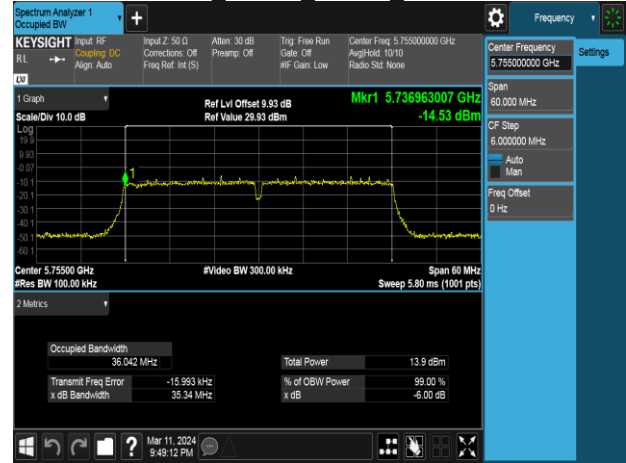 Spectrum Analyzer 1
Occupied BW
+
Frequency
KEYSIGHT
Input: RF
Input Z: 50 Ω
Atten: 30 dB
Trig: Free Run
Center Freq: 5.755000000 GHz
RL
Coupling: DC
Corrections: Off
Preamp: Off
Gate: Off
Avg|Hold: 10/10
Align: Auto
Freq Ref: Int (S)
#IF Gain: Low
Radio Std: None
LXI
Center Frequency
5.755000000 GHz
Settings
Span
60.000 MHz
CF Step
6.000000 MHz
Auto
Man
Freq Offset
0 Hz
1 Graph
Ref Lvl Offset 9.93 dB
Mkr1 5.736963007 GHz
Scale/Div 10.0 dB
Ref Value 29.93 dBm
-14.53 dBm
Log
19.9
9.93
-0.07
-10.1
-20.1
-30.1
-40.1
-50.1
-60.1
1
Center 5.75500 GHz
#Video BW 300.00 kHz
Span 60 MHz
#Res BW 100.00 kHz
Sweep 5.80 ms (1001 pts)
2 Metrics
Occupied Bandwidth
36.042 MHz
Total Power
13.9 dBm
Transmit Freq Error
-15.993 kHz
% of OBW Power
99.00 %
x dB Bandwidth
35.34 MHz
x dB
-6.00 dB
?
Mar 11, 2024
9:49:12 PM